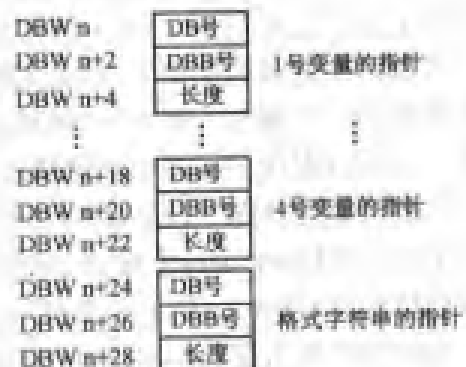 DBW n DB号
DBW n+2 DBB号 1号变量的指针
DBW n+4 长度
⋮ ⋮ ⋮
DBW n+18 DB号
DBW n+20 DBB号 4号变量的指针
DBW n+22 长度
DBW n+24 DB号
DBW n+26 DBB号 格式字符串的指针
DBW n+28 长度